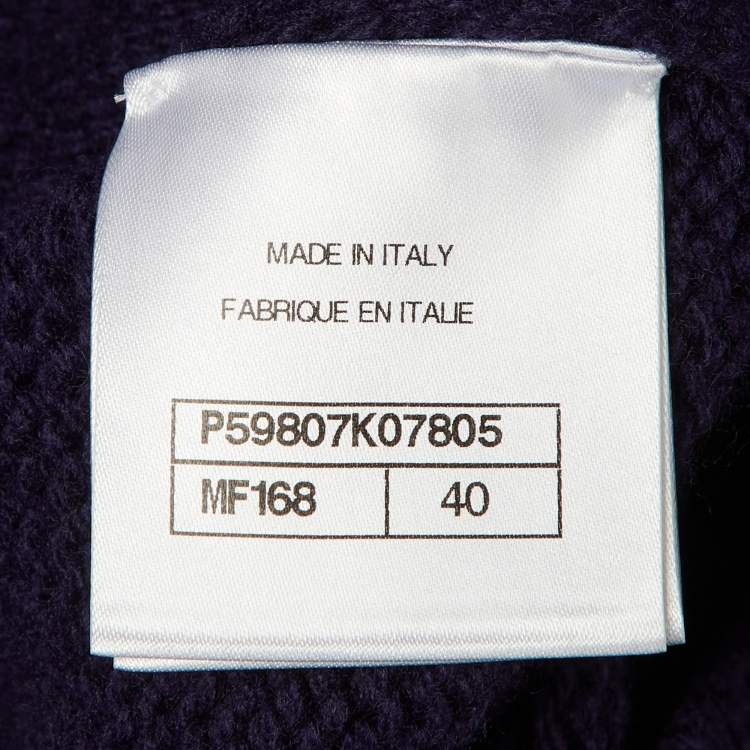 MADE IN ITALY
FABRIQUE EN ITALIE
P59807K07805
MF168 40